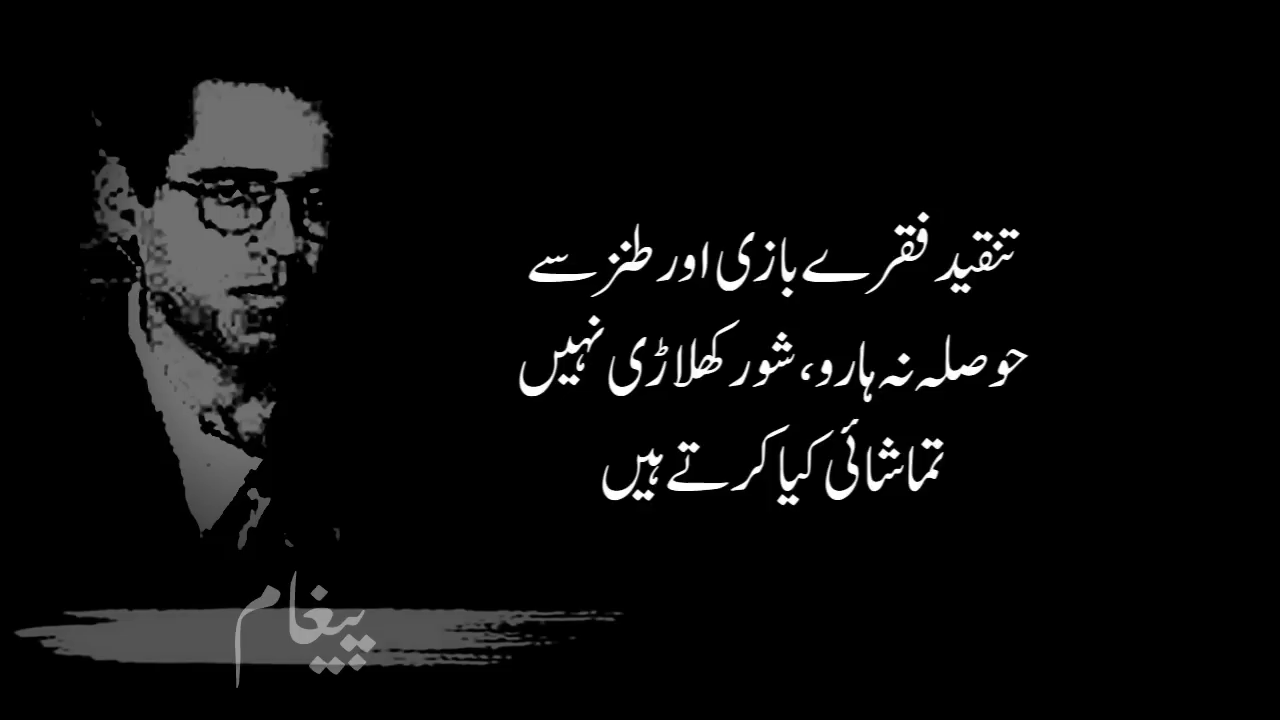 تنقید فقرے بازی اور طنز سے
حوصلہ نہ ہارو، شور کھلاڑی نہیں
تماشائی کیا کرتے ہیں
پیغام